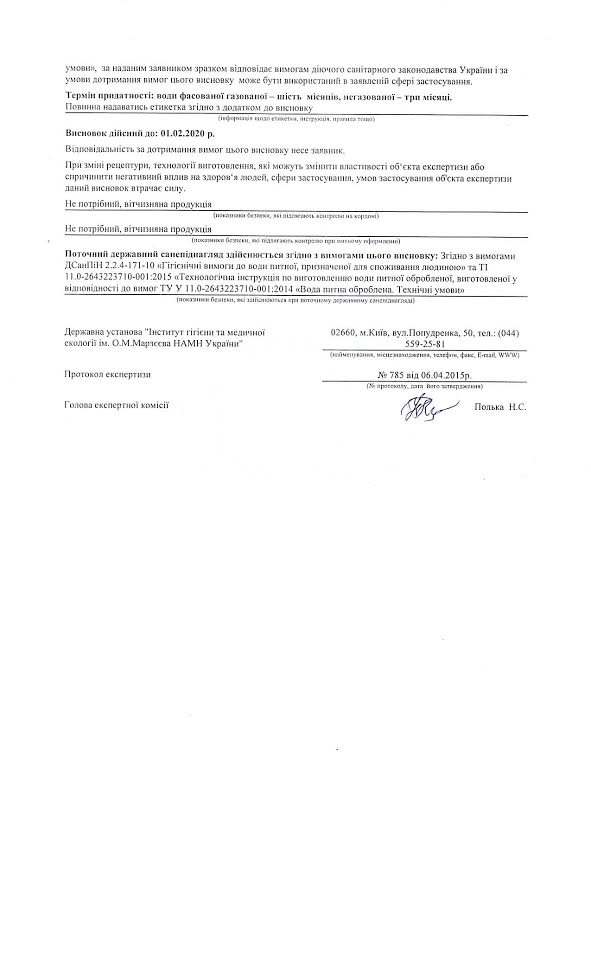 умови», за наданим заявником зразком відповідає вимогам діючого санітарного законодавства України і за
умови дотримання вимог цього висновку може бути використаний в заявленій сфері застосування.
Термін придатності: води фасованої газованої – шість місяців, негазованої – три місяці.
Повинна надаватись етикетка згідно з додатком до висновку
(інформація щодо етикетки, інструкція, правила тощо)
Висновок дійсний до: 01.02.2020 р.
Відповідальність за дотримання вимог цього висновку несе заявник.
При зміні рецептури, технології виготовлення, які можуть змінити властивості об'єкта експертизи або
спричинити негативний вплив на здоров'я людей, сфери застосування, умов застосування об'єкта експертизи
даний висновок втрачає силу.
Не потрібний, вітчизняна продукція
(показники безпеки, які підлягають контролю на кордоні)
Не потрібний, вітчизняна продукція
(показники безпеки, які підлягають контролю при митному оформленні)
Поточний державний санепіднагляд здійснюється згідно з вимогами цього висновку: Згідно з вимогами
ДСанПіН 2.2.4-171-10 «Гігієнічні вимоги до води питної, призначеної для споживання людиною» та ТІ
11.0-2643223710-001:2015 «Технологічна інструкція по виготовленню води питної обробленої, виготовленої у
відповідності до вимог ТУ У 11.0-2643223710-001:2014 «Вода питна оброблена. Технічні умови»
(показники безпеки, які здійснюються при поточному державному санепіднагляді)
Державна установа "Інститут гігієни та медичної
екології ім. О.М.Марзєєва НАМН України"
02660, м.Київ, вул.Попудренка, 50, тел.: (044)
559-25-81
(найменування, місцезнаходження, телефон, факс, E-mail, WWW)
Протокол експертизи
№ 785 від 06.04.2015р.
(№ протоколу, дата його затвердження)
Голова експертної комісії
Полька Н.С.